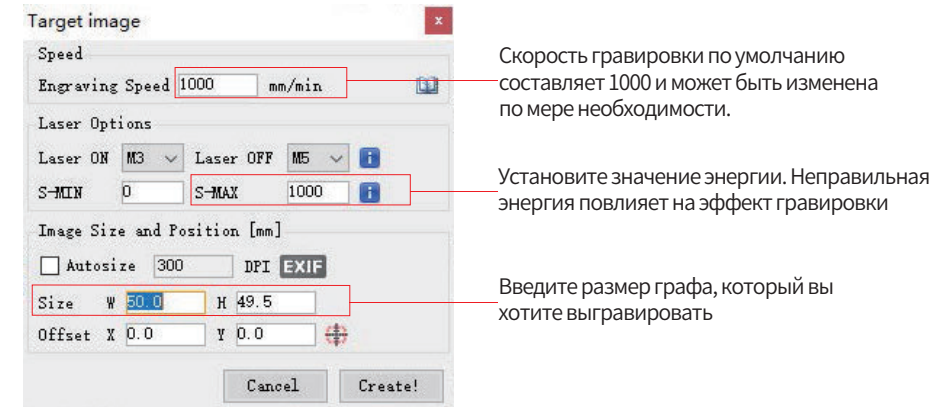 Target image
x
Speed
Engraving Speed 1000 mm/min
Скорость гравировки по умолчанию
составляет 1000 и может быть изменена
по мере необходимости.
Laser Options
Laser ON M3 Laser OFF M5 i
S-MIN 0 S-MAX 1000 i
Установите значение энергии. Неправильная
энергия повлияет на эффект гравировки
Image Size and Position [mm]
Autosize 300 DPI EXIF
Size W 50.0 H 49.5
Введите размер графа, который вы
хотите выгравировать
Offset X 0.0 Y 0.0
Cancel Create!